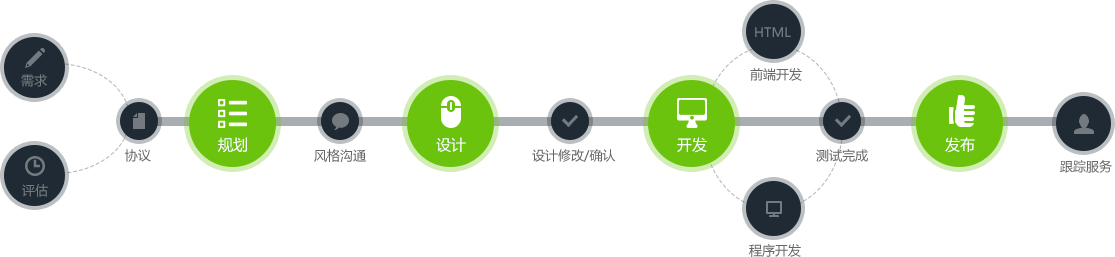 需求
评估
协议
规划
风格沟通
设计
设计修改/确认
开发
HTML
前端开发
程序开发
测试完成
发布
跟踪服务